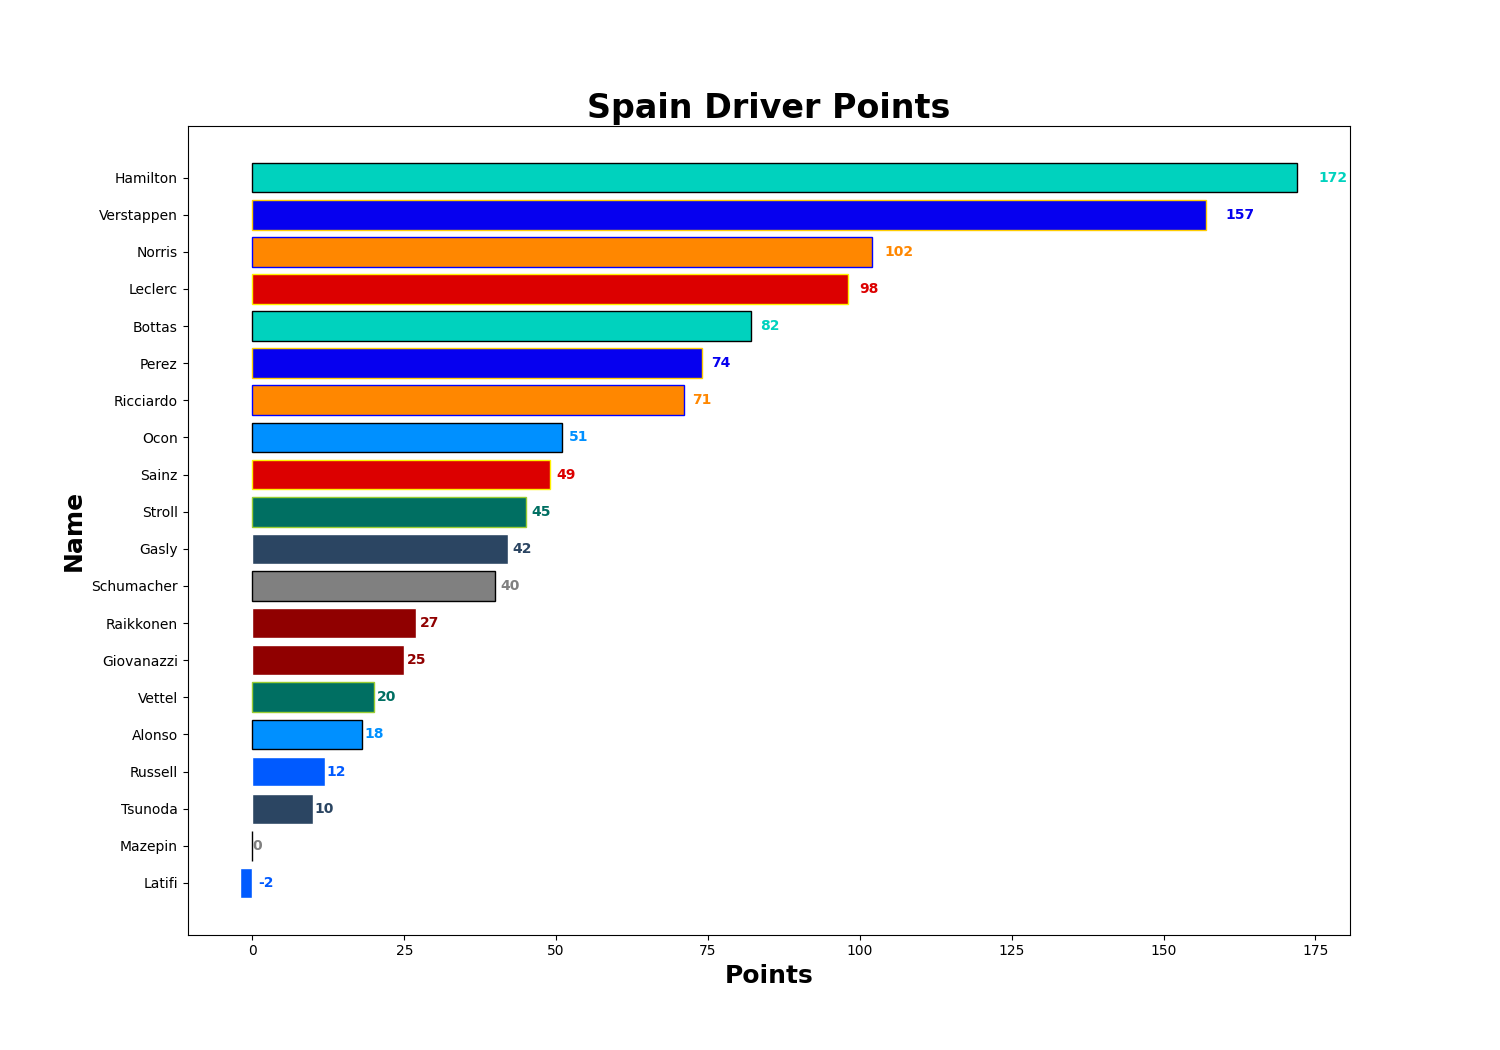 Spain Driver Points
Hamilton 172
Verstappen 157
Norris 102
Leclerc 98
Bottas 82
Perez 74
Ricciardo 71
Ocon 51
Sainz 49
Stroll 45
Gasly 42
Schumacher 40
Raikkonen 27
Giovanazzi 25
Vettel 20
Alonso 18
Russell 12
Tsunoda 10
Mazepin 0
Latifi -2
Name
0 25 50 75 100 125 150 175
Points